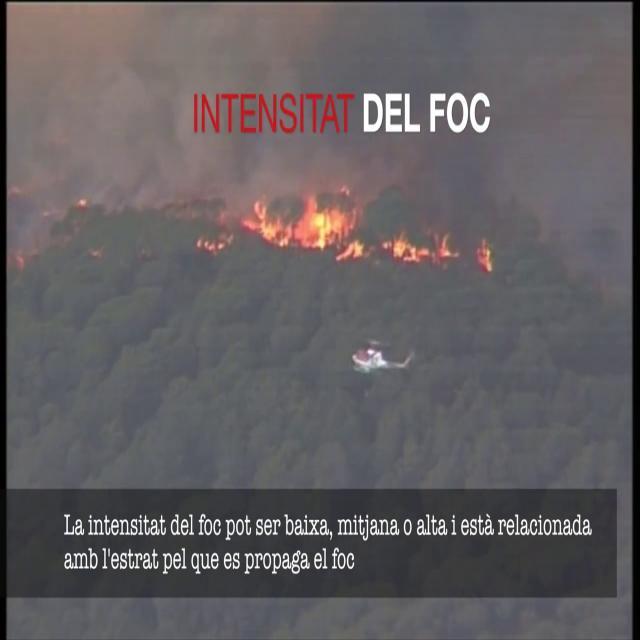 INTENSITAT DEL FOC
La intensitat del foc pot ser baixa, mitjana o alta i està relacionada
amb l'estrat pel que es propaga el foc